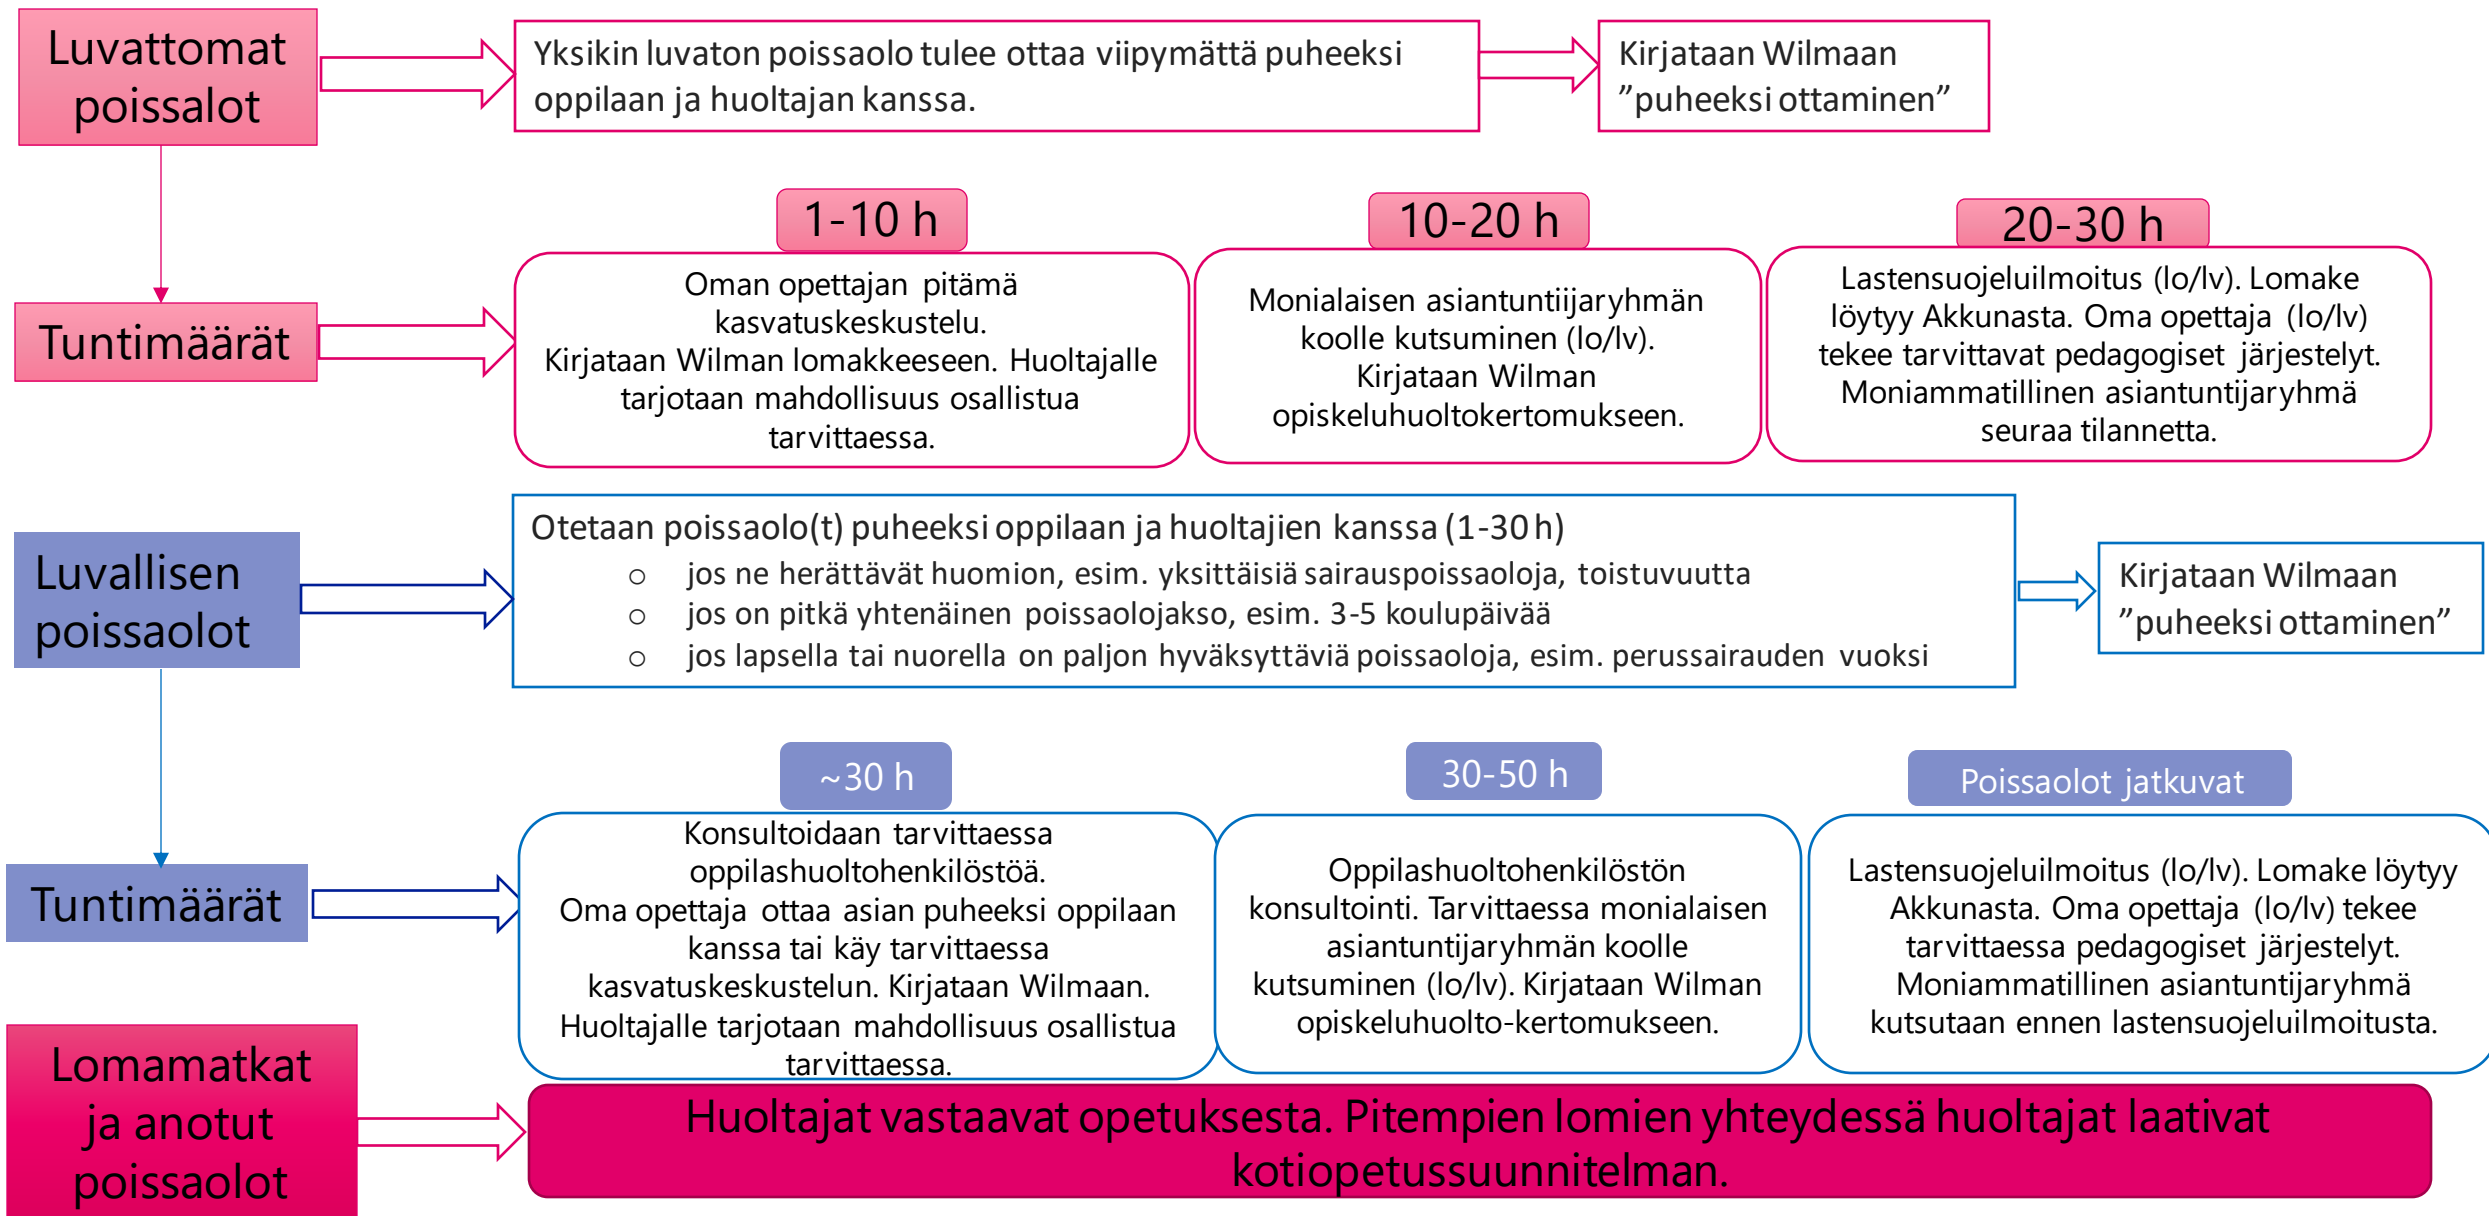 Luvattomat
poissalot
Yksikin luvaton poissaolo tulee ottaa viipymättä puheeksi
oppilaan ja huoltajan kanssa.
Kirjataan Wilmaan
”puheeksi ottaminen”
Tuntimäärät
1-10 h
Oman opettajan pitämä
kasvatuskeskustelu.
Kirjataan Wilman lomakkeeseen. Huoltajalle
tarjotaan mahdollisuus osallistua
tarvittaessa.
10-20 h
Monialaisen asiantuntiijaryhmän
koolle kutsuminen (lo/lv).
Kirjataan Wilman
opiskeluhuoltokertomukseen.
20-30 h
Lastensuojeluilmoitus (lo/lv). Lomake
löytyy Akkunasta. Oma opettaja (lo/lv)
tekee tarvittavat pedagogiset järjestelyt.
Moniammatillinen asiantuntijaryhmä
seuraa tilannetta.
Luvallisen
poissaolot
Otetaan poissaolo(t) puheeksi oppilaan ja huoltajien kanssa (1-30 h)
o jos ne herättävät huomion, esim. yksittäisiä sairauspoissaoloja, toistuvuutta
o jos on pitkä yhtenäinen poissaolojakso, esim. 3-5 koulupäivää
o jos lapsella tai nuorella on paljon hyväksyttäviä poissaoloja, esim. perussairauden vuoksi
Kirjataan Wilmaan
”puheeksi ottaminen”
Tuntimäärät
~30 h
Konsultoidaan tarvittaessa
oppilashuoltohenkilöstöä.
Oma opettaja ottaa asian puheeksi oppilaan
kanssa tai käy tarvittaessa
kasvatuskeskustelun. Kirjataan Wilmaan.
Huoltajalle tarjotaan mahdollisuus osallistua
tarvittaessa.
30-50 h
Oppilashuoltohenkilöstön
konsultointi. Tarvittaessa monialaisen
asiantuntijaryhmän koolle
kutsuminen (lo/lv). Kirjataan Wilman
opiskeluhuolto-kertomukseen.
Poissaolot jatkuvat
Lastensuojeluilmoitus (lo/lv). Lomake löytyy
Akkunasta. Oma opettaja (lo/lv) tekee
tarvittaessa pedagogiset järjestelyt.
Moniammatillinen asiantuntijaryhmä
kutsutaan ennen lastensuojeluilmoitusta.
Lomamatkat
ja anotut
poissaolot
Huoltajat vastaavat opetuksesta. Pitempien lomien yhteydessä huoltajat laativat
kotiopetussuunnitelman.